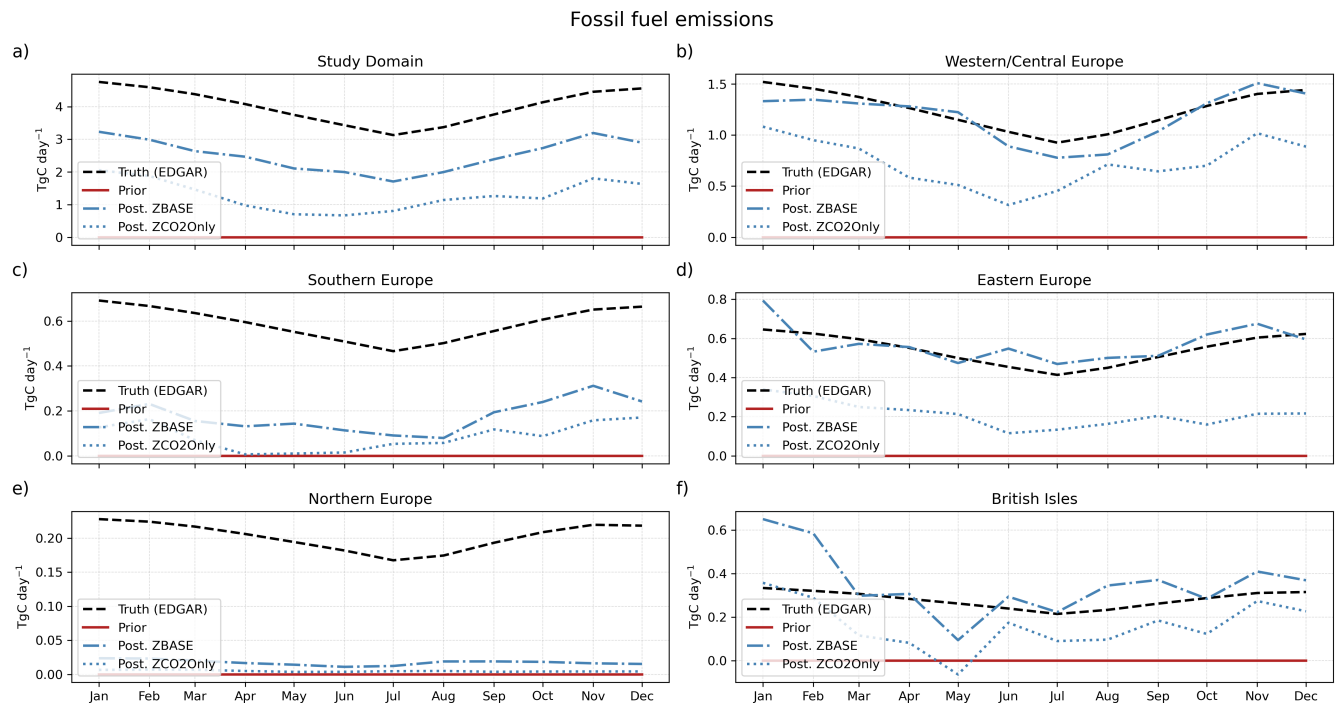 Fossil fuel emissions
a)
Study Domain
TgC day⁻¹
4
3
2
1
0
Truth (EDGAR)
Prior
Post. ZBASE
Post. ZCO2Only
b)
Western/Central Europe
TgC day⁻¹
1.5
1.0
0.5
0.0
Truth (EDGAR)
Prior
Post. ZBASE
Post. ZCO2Only
c)
Southern Europe
TgC day⁻¹
0.6
0.4
0.2
0.0
Truth (EDGAR)
Prior
Post. ZBASE
Post. ZCO2Only
d)
Eastern Europe
TgC day⁻¹
0.8
0.6
0.4
0.2
0.0
Truth (EDGAR)
Prior
Post. ZBASE
Post. ZCO2Only
e)
Northern Europe
TgC day⁻¹
0.20
0.15
0.10
0.05
0.00
Truth (EDGAR)
Prior
Post. ZBASE
Post. ZCO2Only
Jan Feb Mar Apr May Jun Jul Aug Sep Oct Nov Dec
f)
British Isles
TgC day⁻¹
0.6
0.4
0.2
0.0
Truth (EDGAR)
Prior
Post. ZBASE
Post. ZCO2Only
Jan Feb Mar Apr May Jun Jul Aug Sep Oct Nov Dec